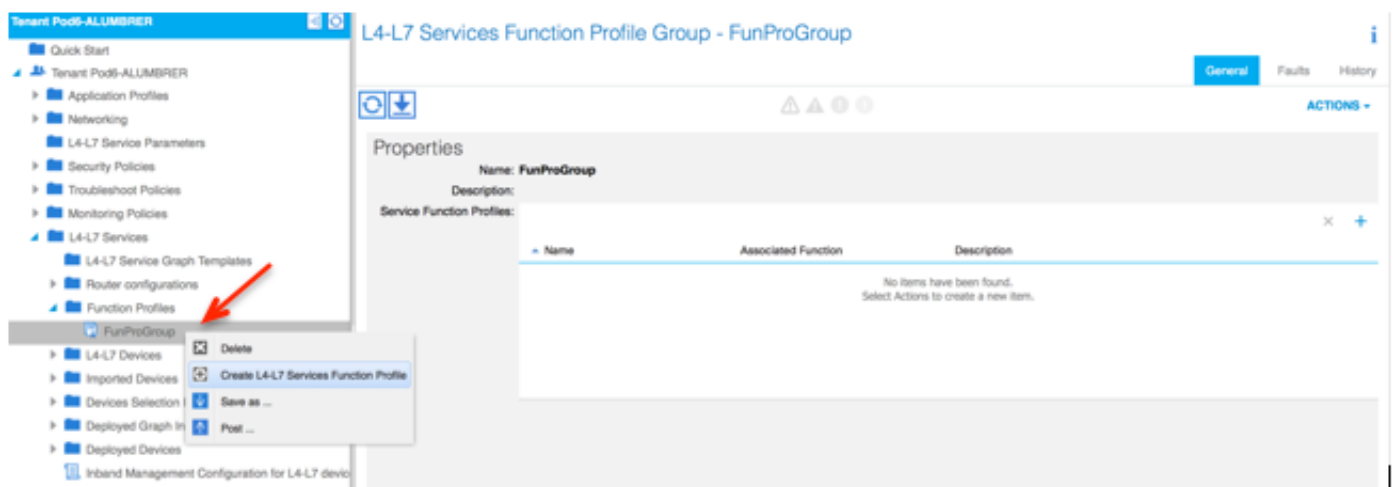 Tenant Pod6-ALUMBRER
Quick Start
Tenant Pod6-ALUMBRER
Application Profiles
Networking
L4-L7 Service Parameters
Security Policies
Troubleshoot Policies
Monitoring Policies
L4-L7 Services
L4-L7 Service Graph Templates
Router configurations
Function Profiles
FunProGroup
L4-L7 Devices
Imported Devices
Devices Selection
Deployed Graph In
Deployed Devices
Inband Management Configuration for L4-L7 devic
Delete
Create L4-L7 Services Function Profile
Save as ...
Post ...
L4-L7 Services Function Profile Group - FunProGroup
i
General Faults History
ACTIONS
Properties
Name: FunProGroup
Description:
Service Function Profiles:
Name Associated Function Description
No items have been found.
Select Actions to create a new item.